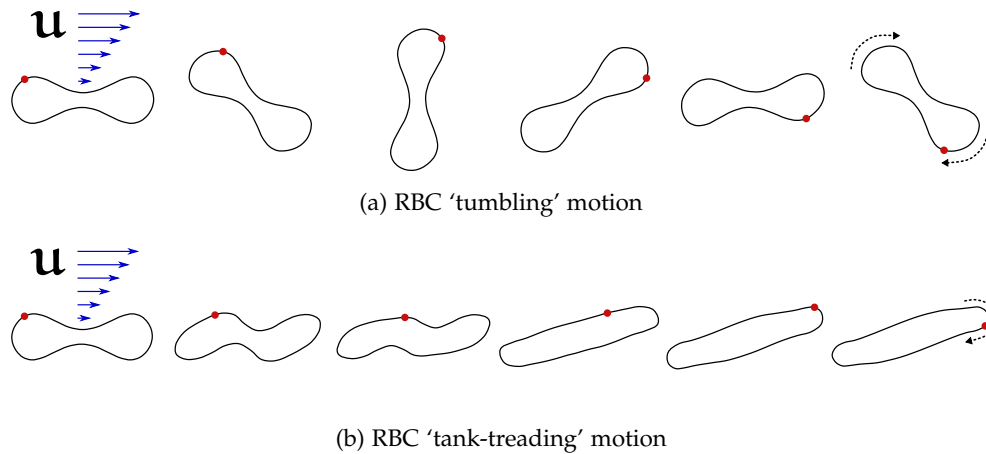 u
(a) RBC ‘tumbling’ motion
u
(b) RBC ‘tank-treading’ motion